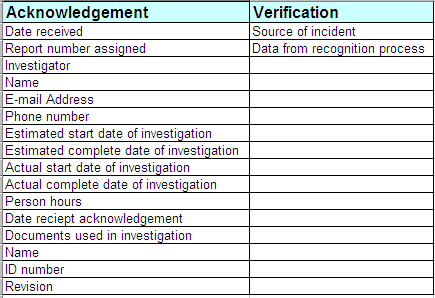 Acknowledgement Verification
Date received Source of incident
Report number assigned Data from recognition process
Investigator
Name
E-mail Address
Phone number
Estimated start date of investigation
Estimated complete date of investigation
Actual start date of investigation
Actual complete date of investigation
Person hours
Date reciept acknowledgement
Documents used in investigation
Name
ID number
Revision